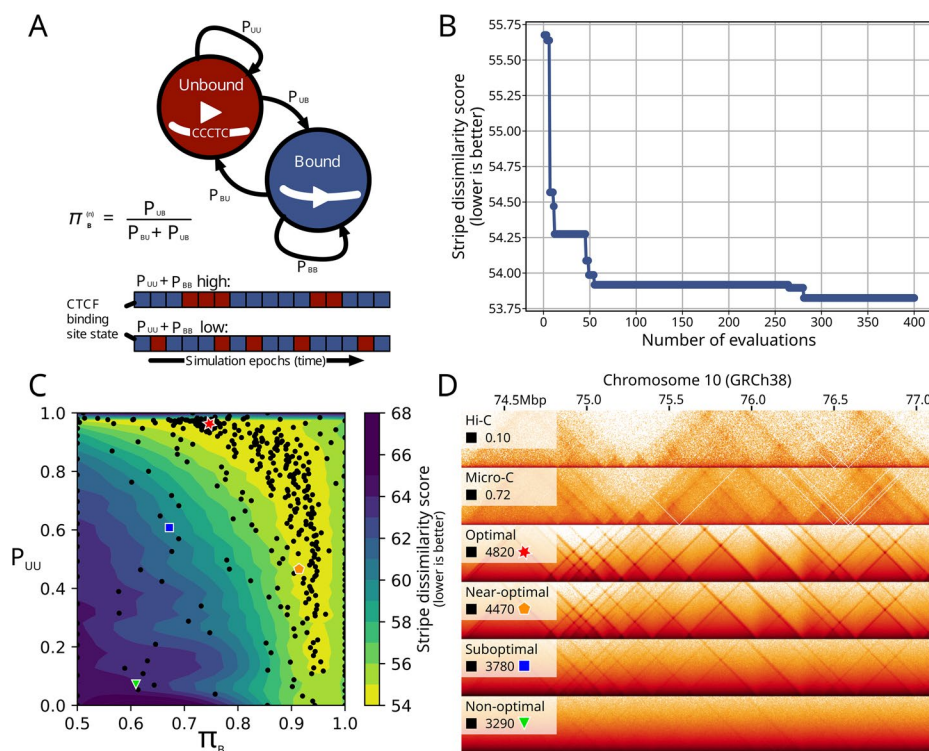 A
P_UU
Unbound
CCCTC
P_UB
Bound
P_BU
π_B^(n) = P_UB / P_BU + P_UB
P_BB
P_UU + P_BB high:
CTCF
binding
site state
P_UU + P_BB low:
Simulation epochs (time)
B
55.75
55.50
55.25
55.00
54.75
54.50
54.25
54.00
53.75
Stripe dissimilarity score
(lower is better)
0 50 100 150 200 250 300 350 400
Number of evaluations
C
1.0
0.8
0.6
0.4
0.2
0.0
P_UU
0.5 0.6 0.7 0.8 0.9 1.0
π_B
68
66
64
62
60
58
56
54
Stripe dissimilarity score
(lower is better)
D
Chromosome 10 (GRCh38)
74.5Mbp 75.0 75.5 76.0 76.5 77.0
Hi-C
0.10
Micro-C
0.72
Optimal
4820
Near-optimal
4470
Suboptimal
3780
Non-optimal
3290